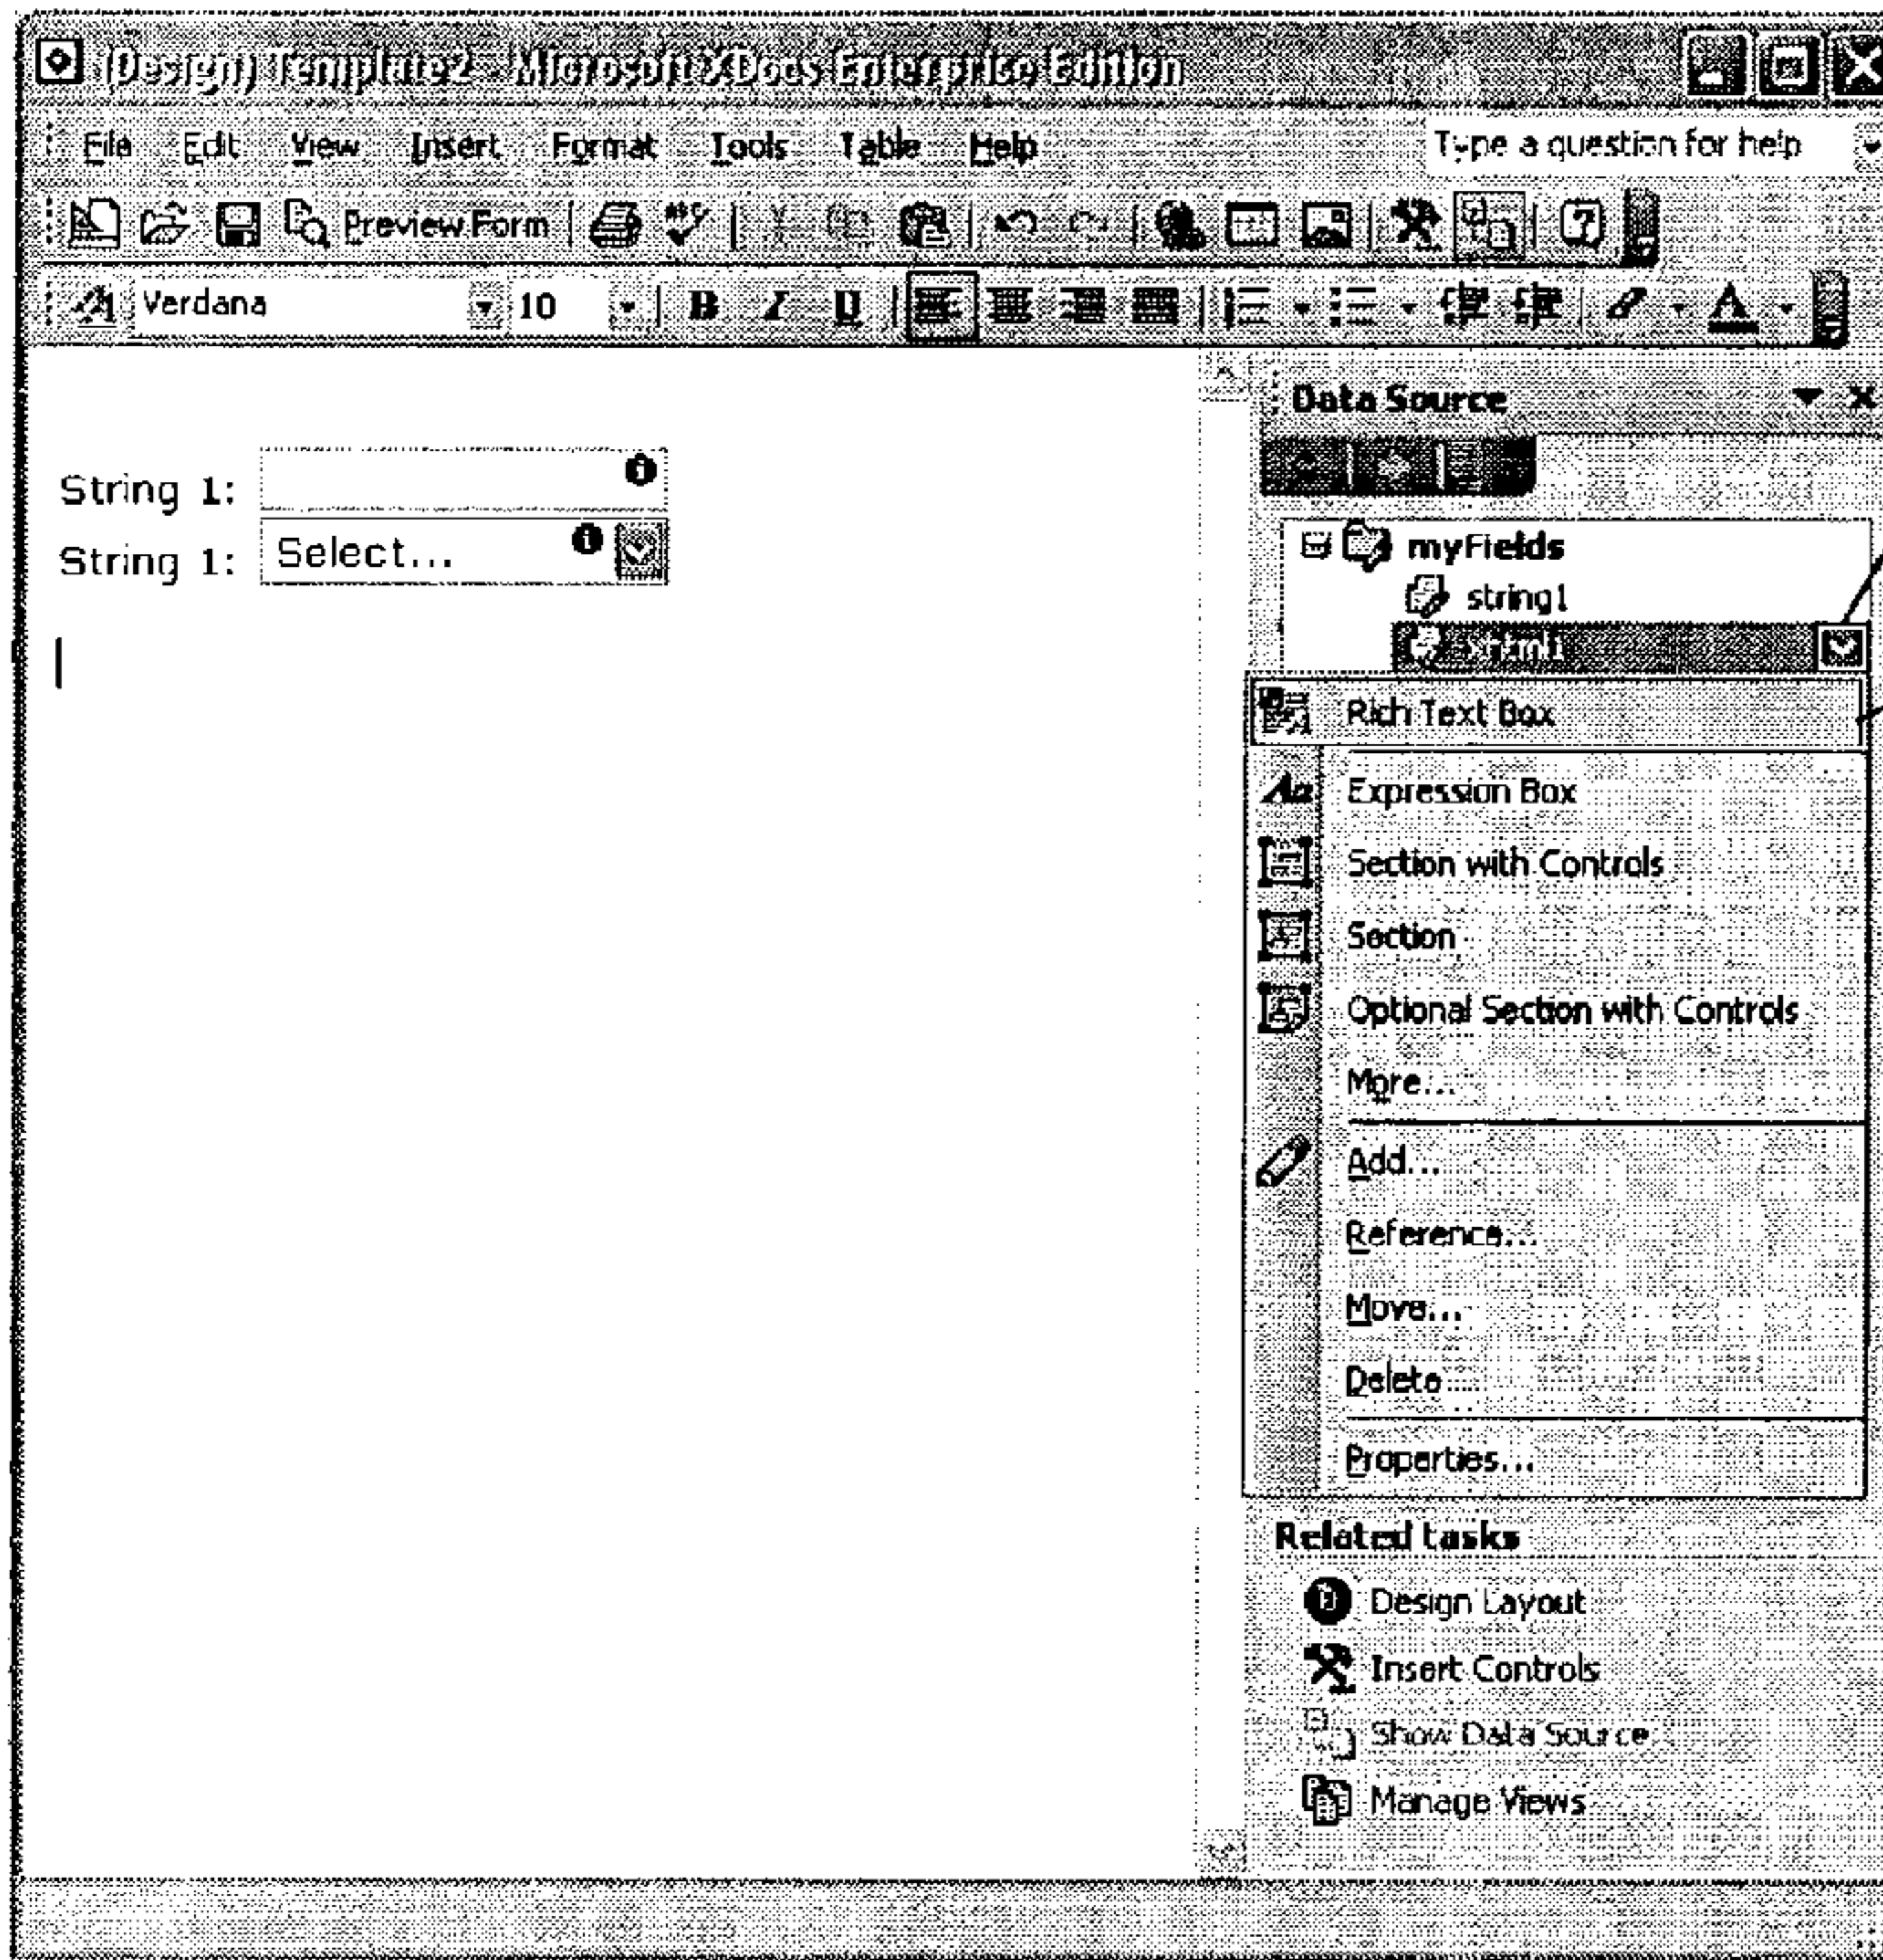 (Design) Template2 - Microsoft XDocs Enterprise Edition
File Edit View Insert Format Tools Table Help Type a question for help
Preview Form
Verdana 10 B I U A
Data Source
String 1:
String 1: Select...
myFields
string1
xhtml1
Rich Text Box
Expression Box
Section with Controls
Section
Optional Section with Controls
More...
Add...
Reference...
Move...
Delete
Properties...
Related tasks
Design Layout
Insert Controls
Show Data Source
Manage Views